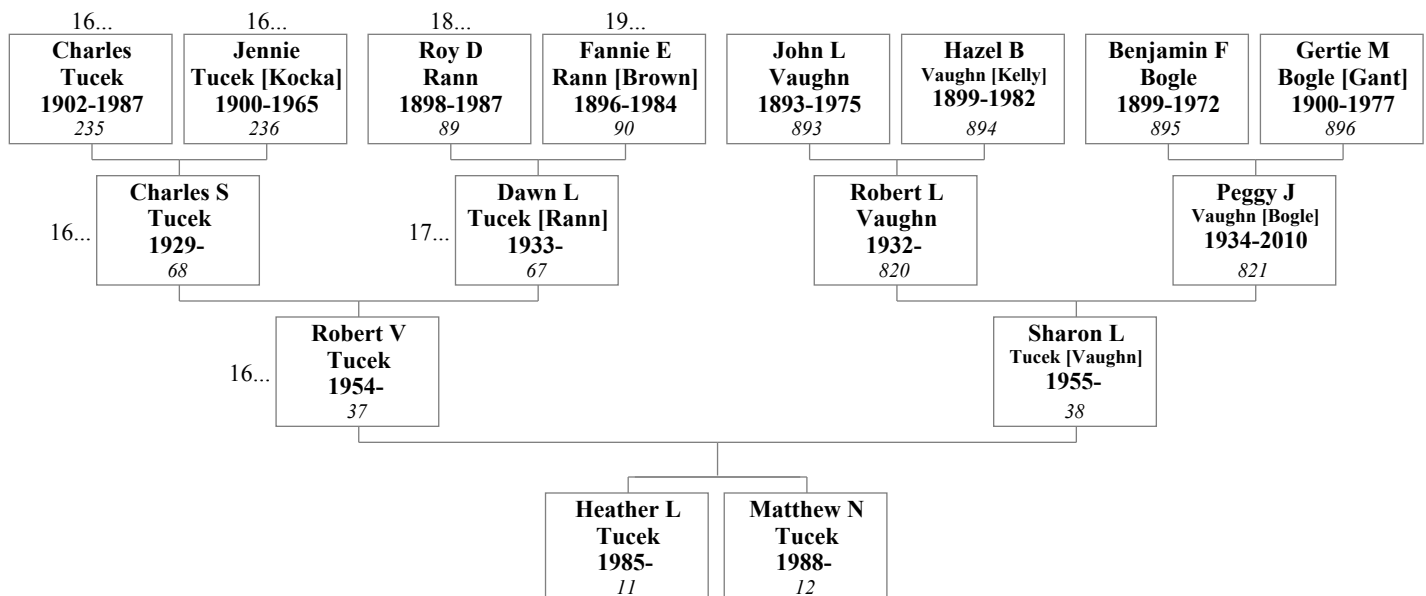 16...
16...
18...
19...
Charles
Tucek
1902-1987
235
Jennie
Tucek [Kocka]
1900-1965
236
Roy D
Rann
1898-1987
89
Fannie E
Rann [Brown]
1896-1984
90
John L
Vaughn
1893-1975
893
Hazel B
Vaughn [Kelly]
1899-1982
894
Benjamin F
Bogle
1899-1972
895
Gertie M
Bogle [Gant]
1900-1977
896
16...
Charles S
Tucek
1929-
68
17...
Dawn L
Tucek [Rann]
1933-
67
Robert L
Vaughn
1932-
820
Peggy J
Vaughn [Bogle]
1934-2010
821
16...
Robert V
Tucek
1954-
37
Sharon L
Tucek [Vaughn]
1955-
38
Heather L
Tucek
1985-
11
Matthew N
Tucek
1988-
12